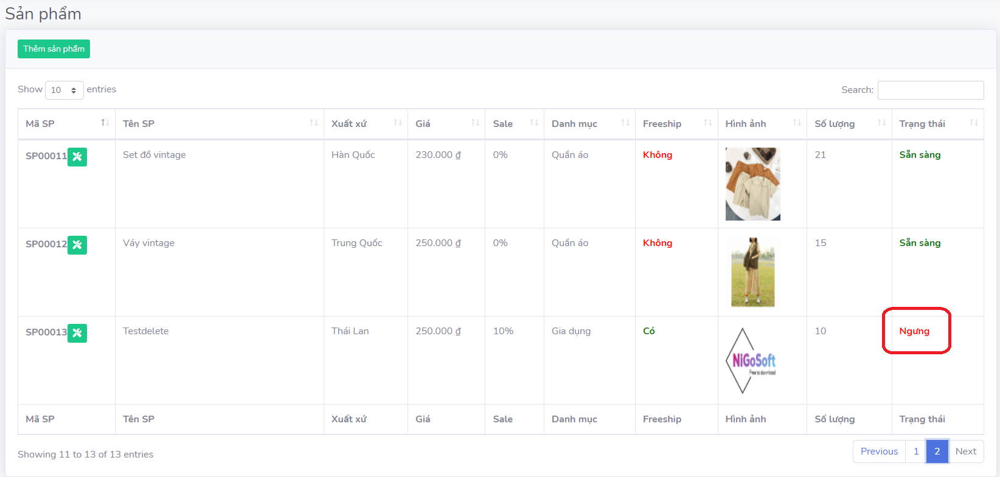 Sản phẩm
Thêm sản phẩm
Show 10 entries
Search:
Mã SP Tên SP Xuất xứ Giá Sale Danh mục Freeship Hình ảnh Số lượng Trạng thái
SP00011 Set đồ vintage Hàn Quốc 230.000 ₫ 0% Quần áo Không 21 Sẵn sàng
SP00012 Váy vintage Trung Quốc 250.000 ₫ 0% Quần áo Không 15 Sẵn sàng
SP00013 Testdelete Thái Lan 250.000 ₫ 10% Gia dụng Có 10 Ngưng
NiGoSoft
Free to download
Mã SP Tên SP Xuất xứ Giá Sale Danh mục Freeship Hình ảnh Số lượng Trạng thái
Showing 11 to 13 of 13 entries
Previous 1 2 Next